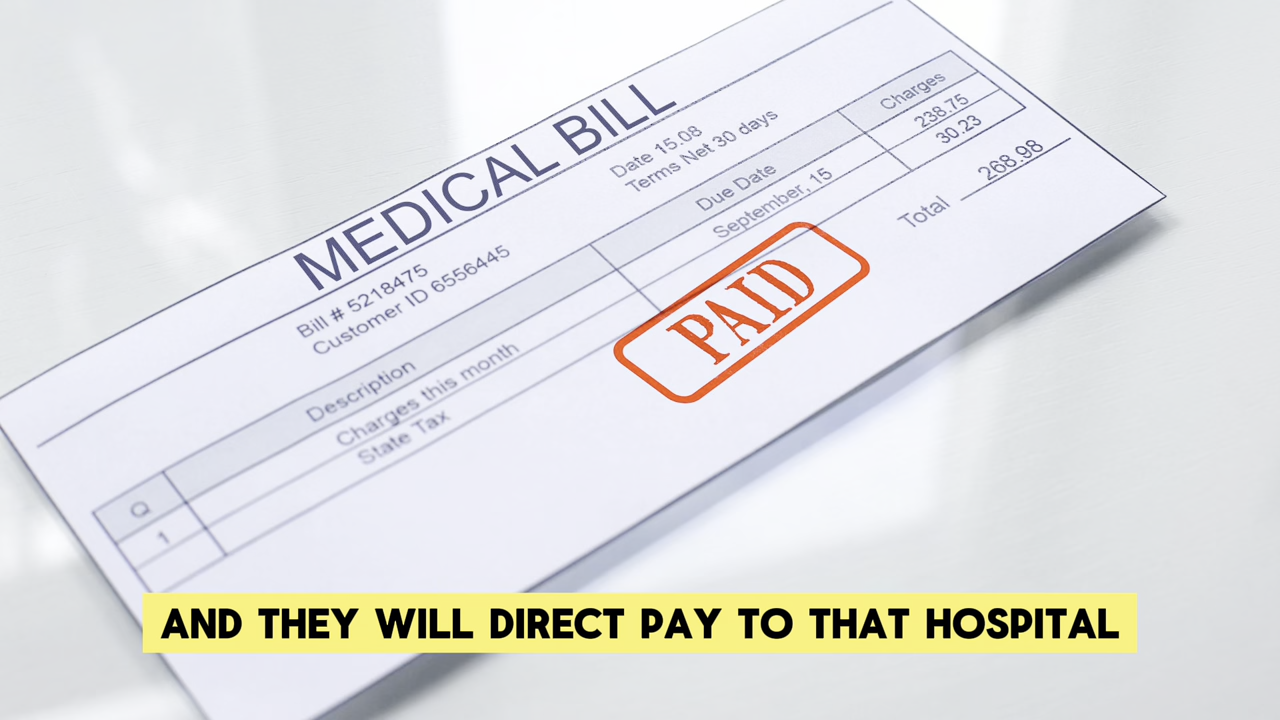 MEDICAL BILL
Bill # 5218475
Customer ID 6556445
Date 15.08
Terms Net 30 days
Q Description Due Date Charges
1 Charges this month September, 15 238.75
State Tax 30.23
Total 268.98
PAID
AND THEY WILL DIRECT PAY TO THAT HOSPITAL